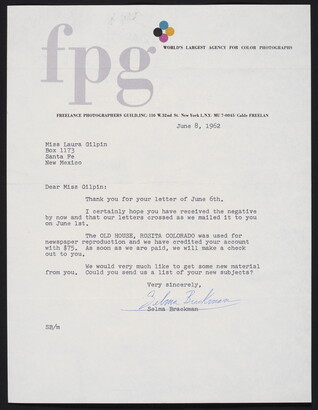 fpg
WORLD'S LARGEST AGENCY FOR COLOR PHOTOGRAPHS
FREELANCE PHOTOGRAPHERS GUILD, INC. 110 W. 32nd St· New York 1, N.Y.· MU 7-0045· Cable FREELAN
June 8, 1962
Miss Laura Gilpin
Box 1173
Santa Fe
New Mexico
Dear Miss Gilpin:
Thank you for your letter of June 6th.
I certainly hope you have received the negative
by now and that our letters crossed as we mailed it to you
on June 1st.
The OLD HOUSE, ROSITA COLORADO was used for
newspaper reproduction and we have credited your account
with $75. As soon as we are paid, we will make a check
out to you.
We would very much like to get some new material
from you. Could you send us a list of your new subjects?
Very sincerely,
Selma Brackman
Selma Brackman
SB/m